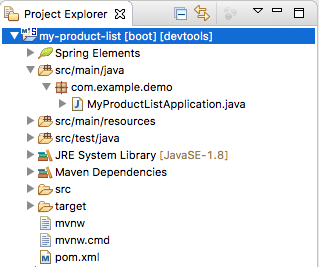 Project Explorer
my-product-list [boot] [devtools]
Spring Elements
src/main/java
com.example.demo
MyProductListApplication.java
src/main/resources
src/test/java
JRE System Library [JavaSE-1.8]
Maven Dependencies
src
target
mvnw
mvnw.cmd
pom.xml